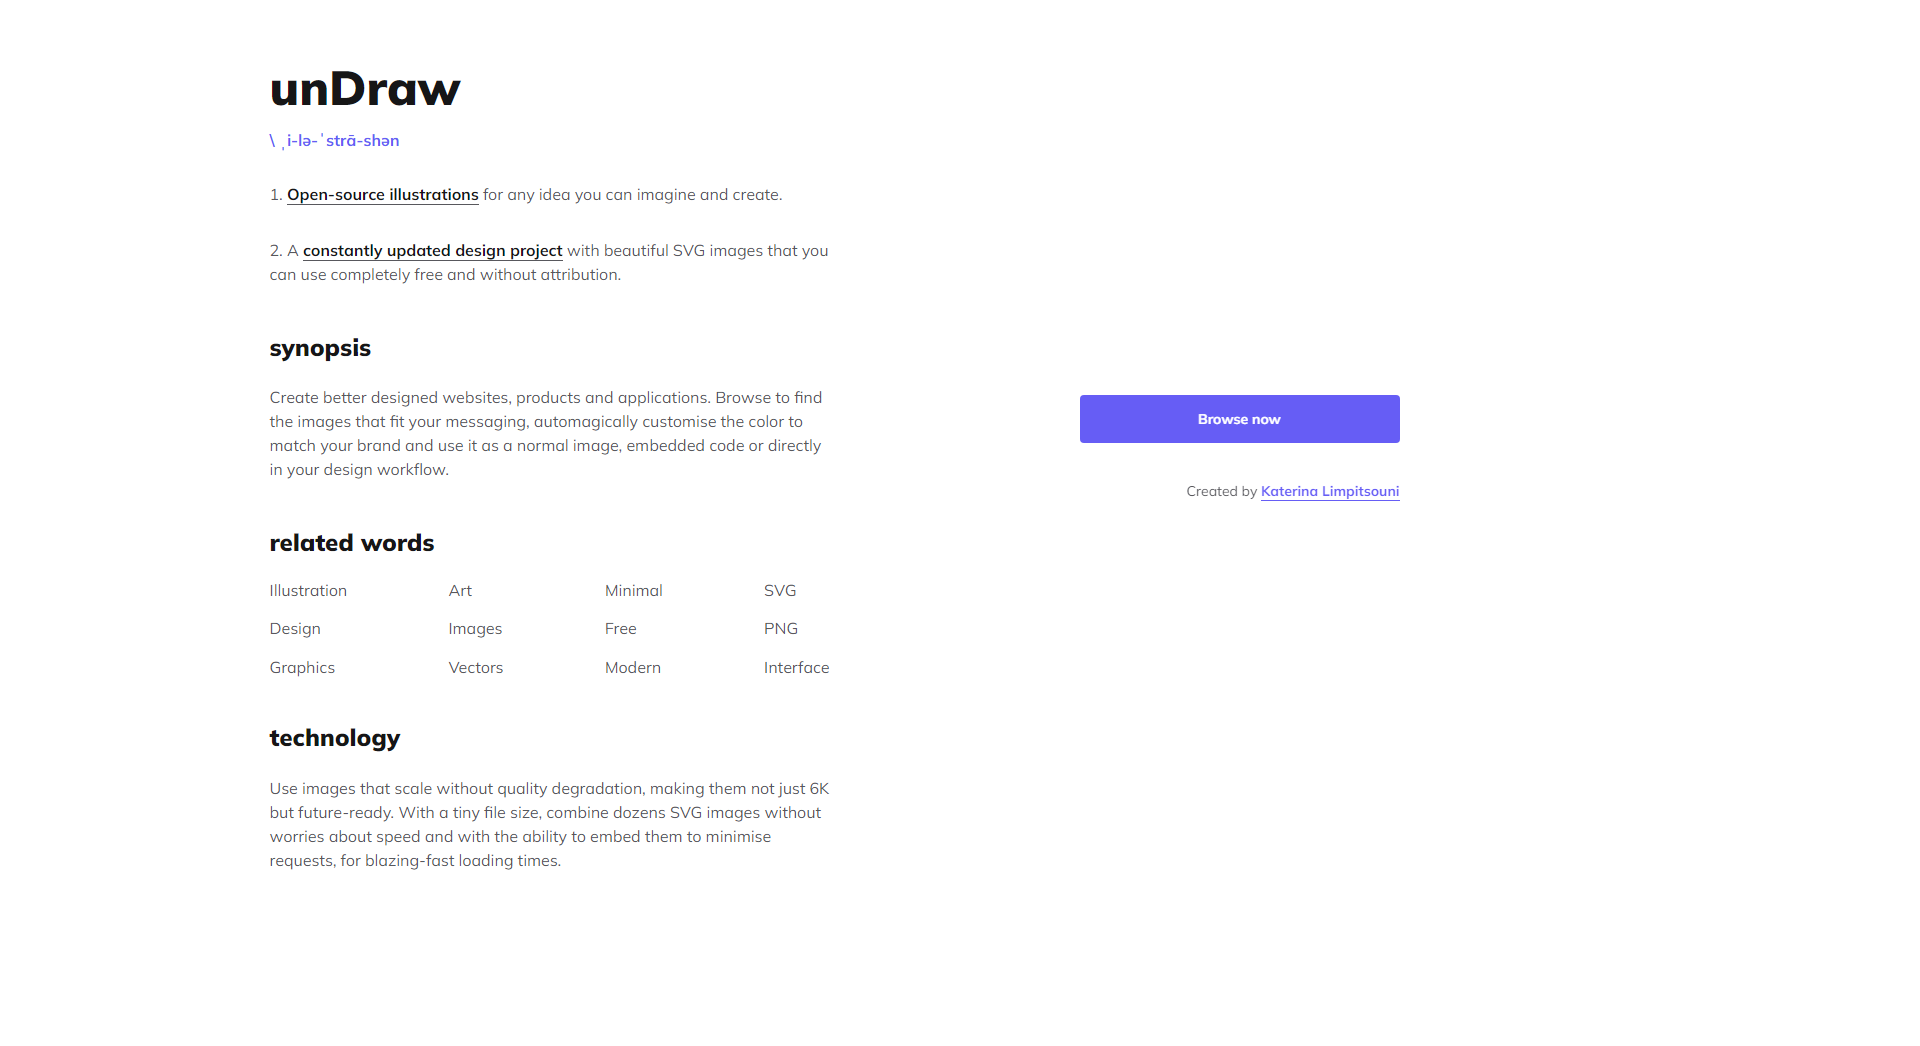 unDraw
\ ˌi-lə-ˈstrā-shən
1. Open-source illustrations for any idea you can imagine and create.
2. A constantly updated design project with beautiful SVG images that you
can use completely free and without attribution.
synopsis
Create better designed websites, products and applications. Browse to find
the images that fit your messaging, automagically customise the color to
match your brand and use it as a normal image, embedded code or directly
in your design workflow.
related words
Illustration Art Minimal SVG
Design Images Free PNG
Graphics Vectors Modern Interface
technology
Use images that scale without quality degradation, making them not just 6K
but future-ready. With a tiny file size, combine dozens SVG images without
worries about speed and with the ability to embed them to minimise
requests, for blazing-fast loading times.
Browse now
Created by Katerina Limpitsouni